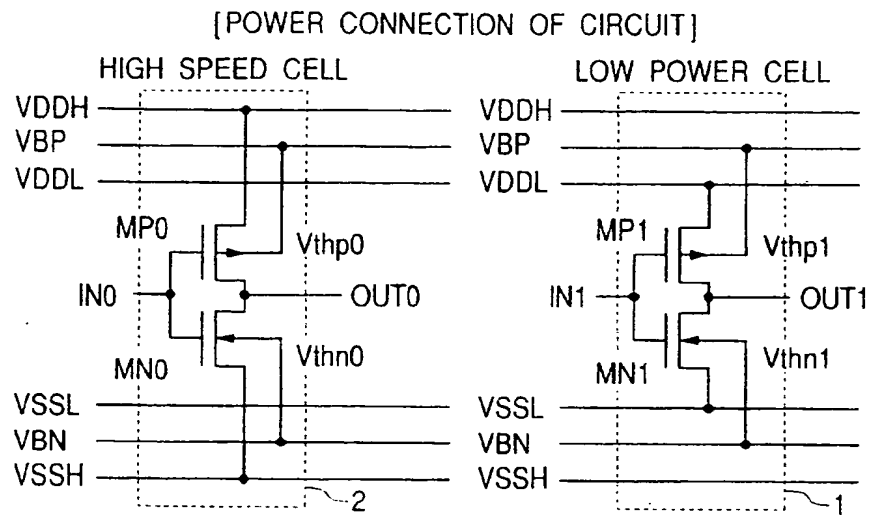 [POWER CONNECTION OF CIRCUIT]
HIGH SPEED CELL
VDDH
VBP
VDDL
MP0
Vthp0
IN0
OUT0
MN0
Vthn0
VSSL
VBN
VSSH
2
LOW POWER CELL
VDDH
VBP
VDDL
MP1
Vthp1
IN1
OUT1
MN1
Vthn1
VSSL
VBN
VSSH
1